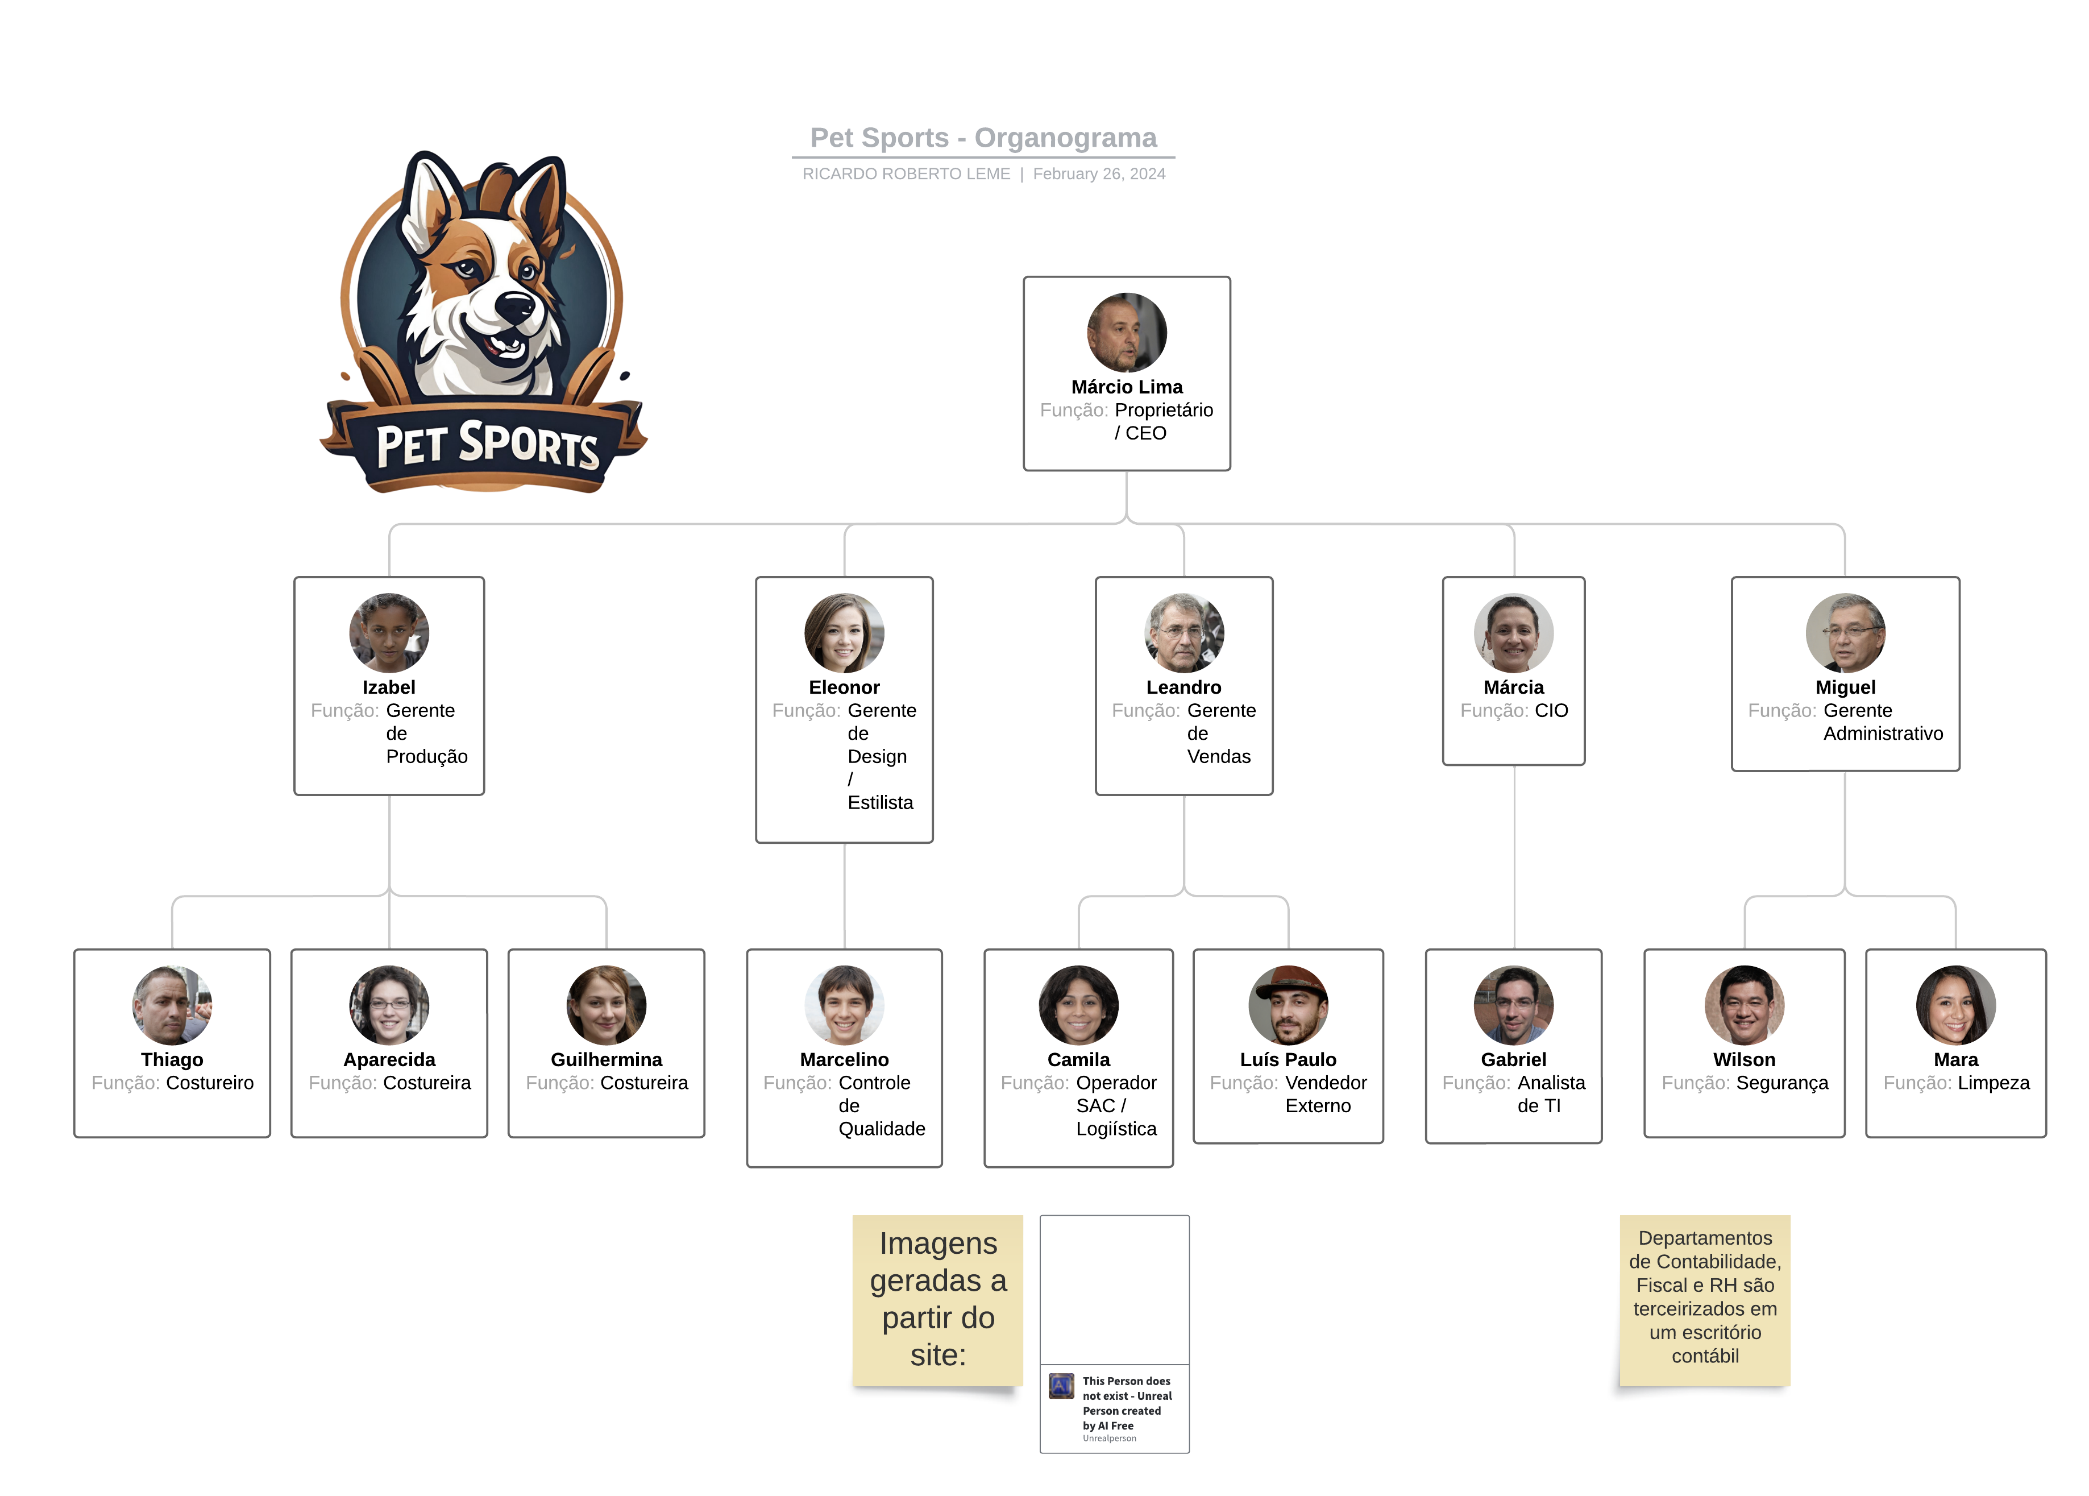 Pet Sports - Organograma
RICARDO ROBERTO LEME | February 26, 2024
PET SPORTS
Márcio Lima
Função: Proprietário
/ CEO
Izabel
Função: Gerente
de
Produção
Eleonor
Função: Gerente
de
Design
/
Estilista
Leandro
Função: Gerente
de
Vendas
Márcia
Função: CIO
Miguel
Função: Gerente
Administrativo
Thiago
Função: Costureiro
Aparecida
Função: Costureira
Guilhermina
Função: Costureira
Marcelino
Função: Controle
de
Qualidade
Camila
Função: Operador
SAC /
Logiística
Luís Paulo
Função: Vendedor
Externo
Gabriel
Função: Analista
de TI
Wilson
Função: Segurança
Mara
Função: Limpeza
Imagens
geradas a
partir do
site:
AI
This Person does
not exist - Unreal
Person created
by AI Free
Unrealperson
Departamentos
de Contabilidade,
Fiscal e RH são
terceirizados em
um escritório
contábil